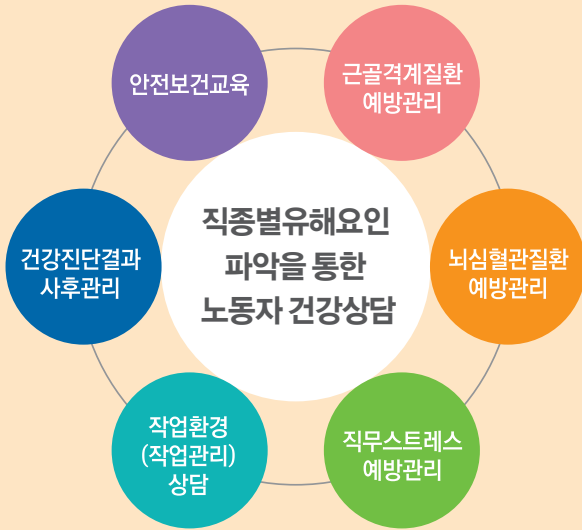 안전보건교육
근골격계질환
예방관리
건강진단결과
사후관리
직종별유해요인
파악을 통한
노동자 건강상담
뇌심혈관질환
예방관리
작업환경
(작업관리)
상담
직무스트레스
예방관리